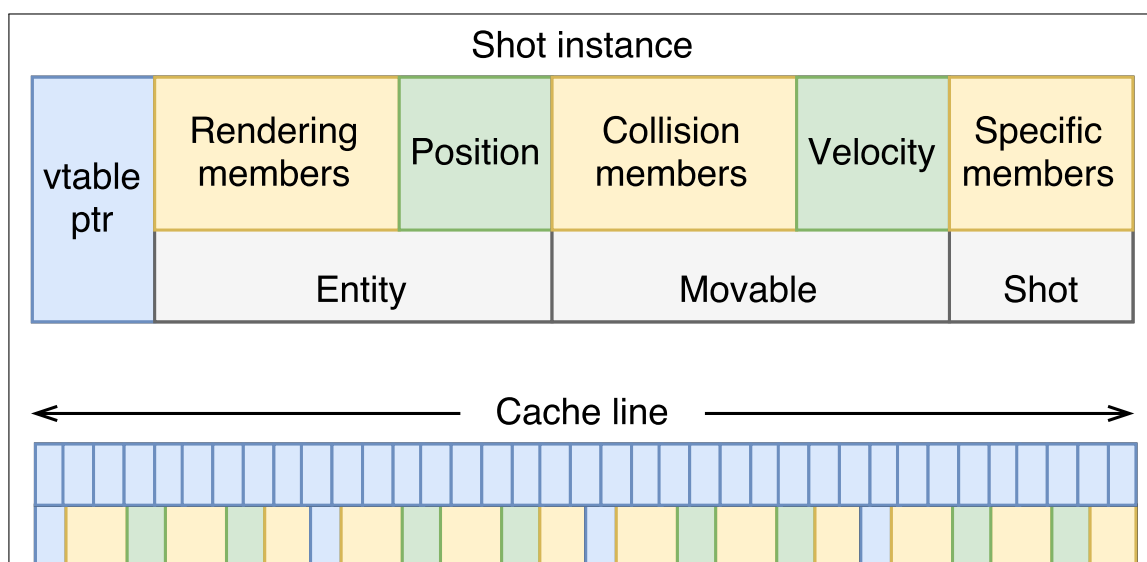 Shot instance
vtable
ptr
Rendering
members
Position
Collision
members
Velocity
Specific
members
Entity
Movable
Shot
Cache line